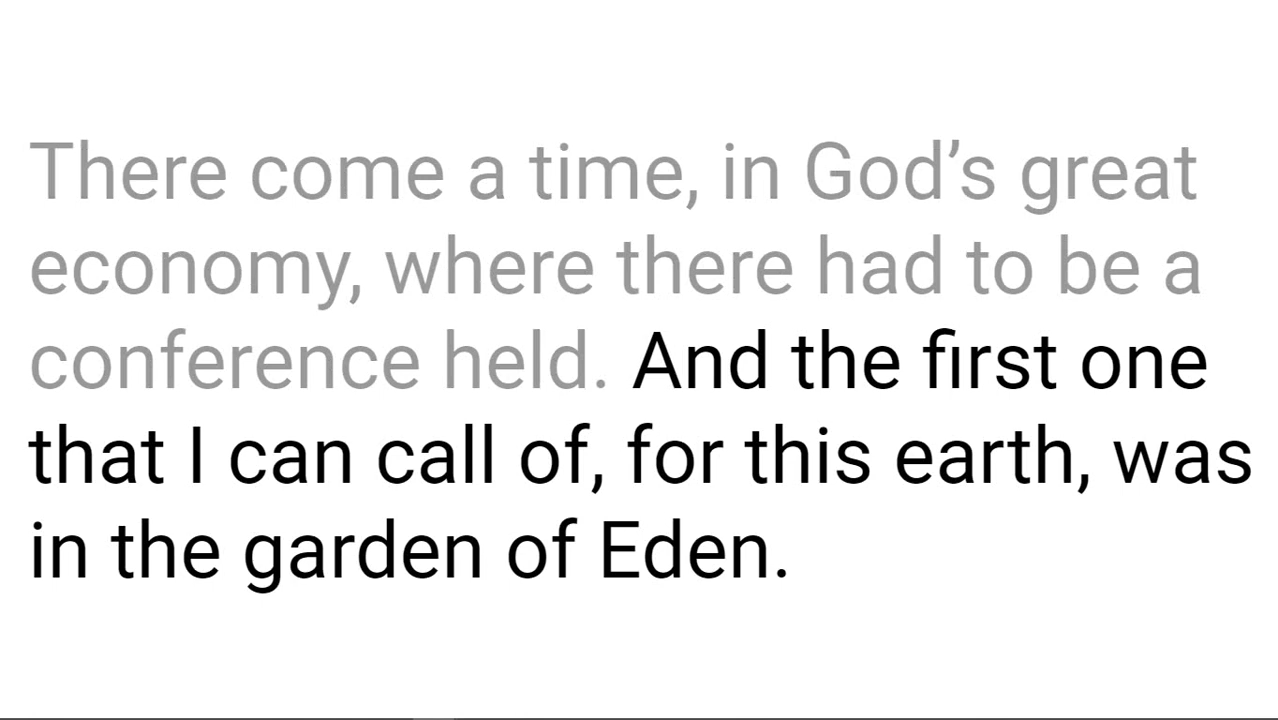 There come a time, in God’s great
economy, where there had to be a
conference held. And the first one
that I can call of, for this earth, was
in the garden of Eden.